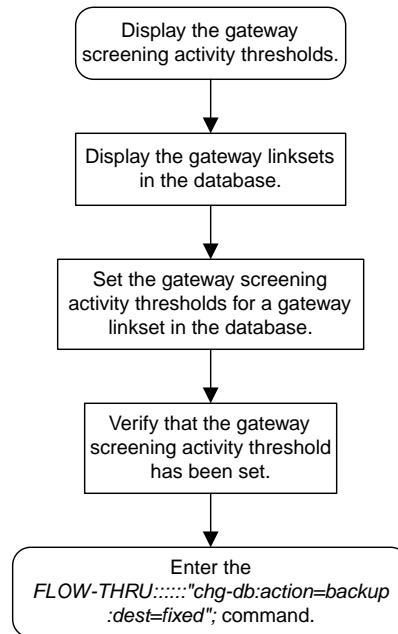 Display the gateway
screening activity thresholds.
Display the gateway linksets
in the database.
Set the gateway screening
activity thresholds for a gateway
linkset in the database.
Verify that the gateway
screening activity threshold
has been set.
Enter the
FLOW-THRU::::::"chg-db:action=backup
:dest=fixed"; command.